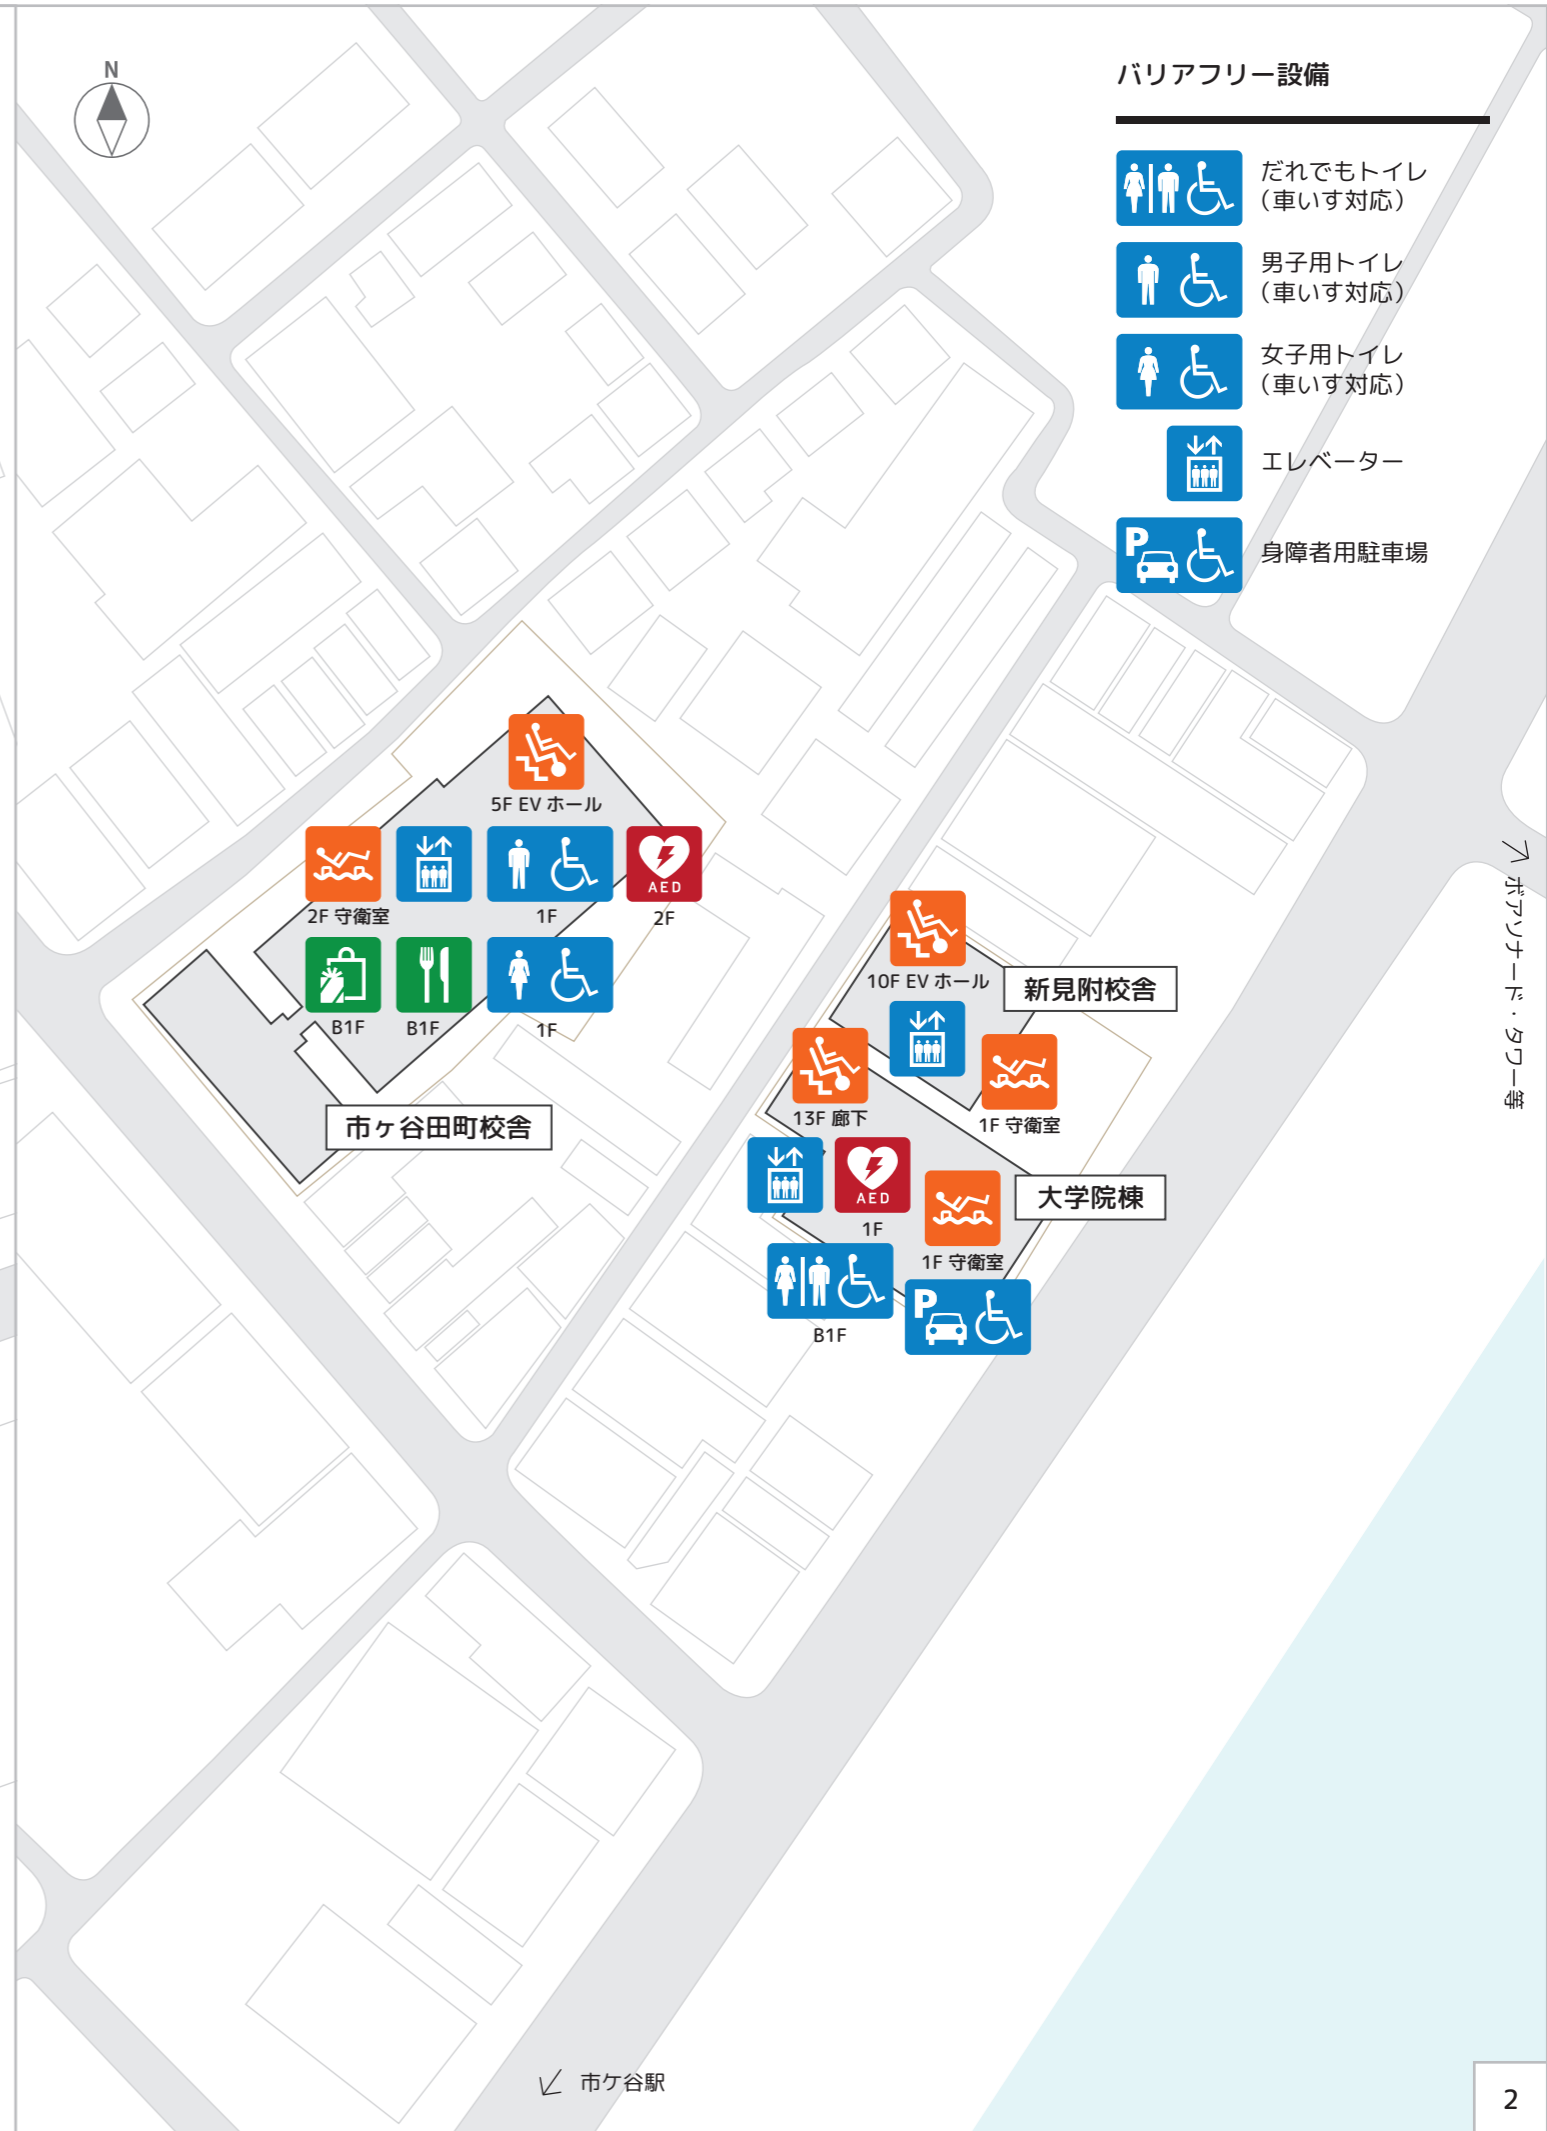 N
バリアフリー設備
だれでもトイレ
（車いす対応）
男子用トイレ
（車いす対応）
女子用トイレ
（車いす対応）
エレベーター
P
身障者用駐車場
5F EV ホール
2F 守衛室
1F
AED
2F
B1F
B1F
1F
市ヶ谷田町校舎
10F EV ホール
新見附校舎
13F 廊下
1F 守衛室
AED
1F
大学院棟
1F 守衛室
B1F
P
ボアソナード・タワー等
市ケ谷駅
2